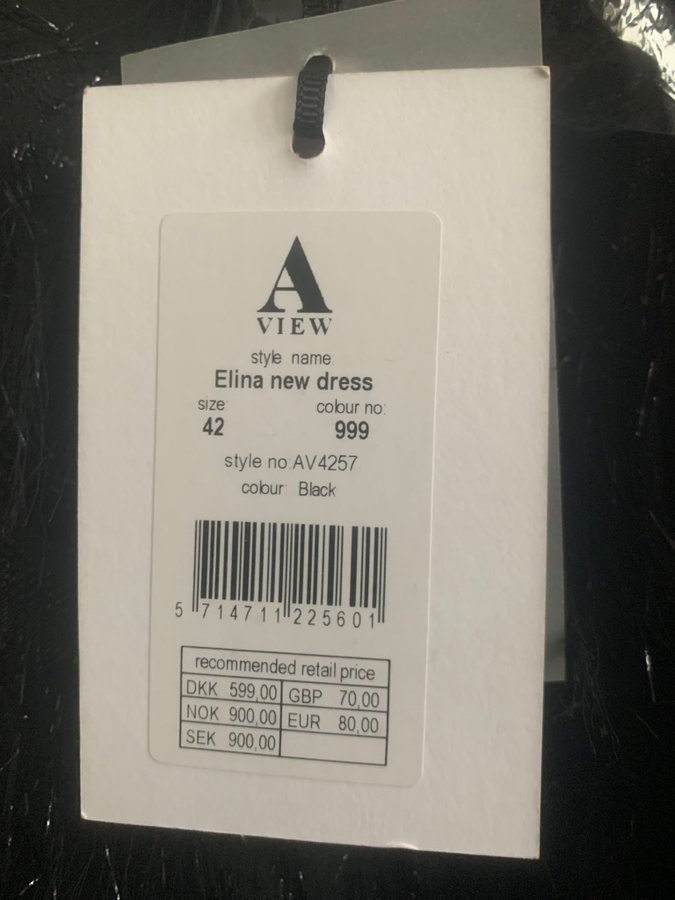 A
VIEW
style name
Elina new dress
size: colour no:
42 999
style no:AV4257
colour: Black
5 714711 225601
recommended retail price
DKK 599,00 GBP 70,00
NOK 900,00 EUR 80,00
SEK 900,00